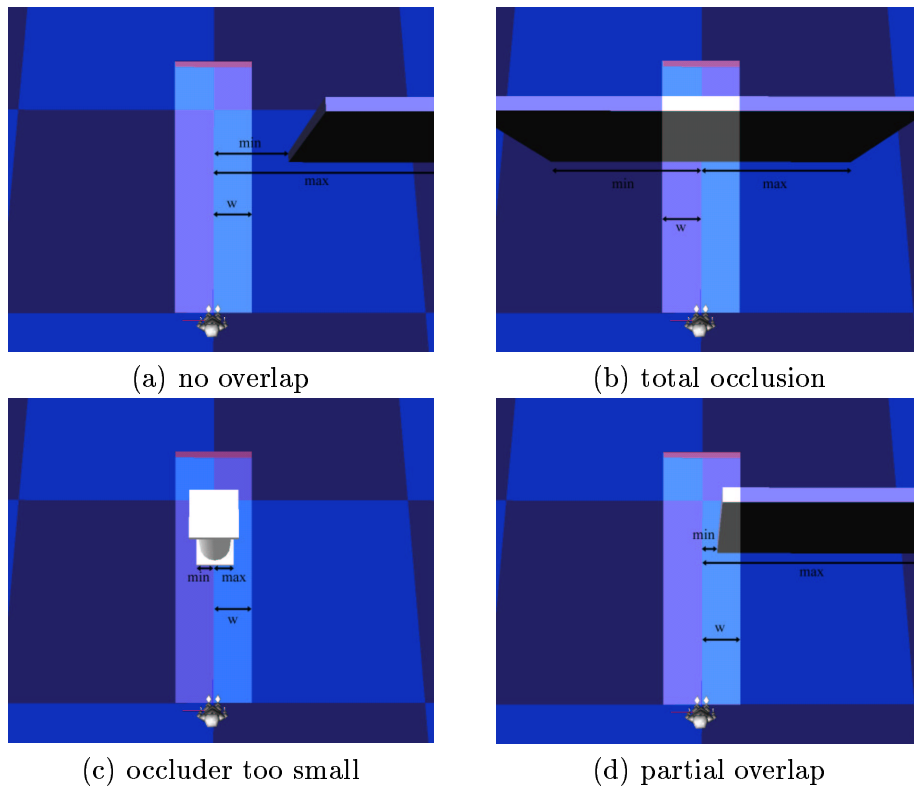 min
max
w
(a) no overlap
min
max
w
(b) total occlusion
min
max
w
(c) occluder too small
min
max
w
(d) partial overlap